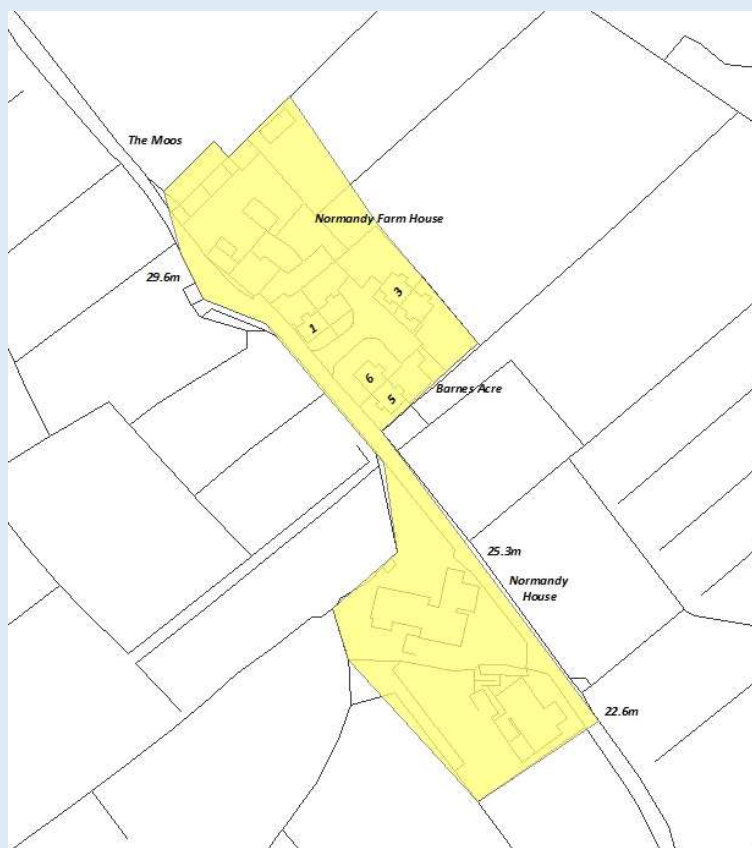 The Moos
Normandy Farm House
29.6m
3
1
6
5
Barnes Acre
25.3m
Normandy
House
22.6m